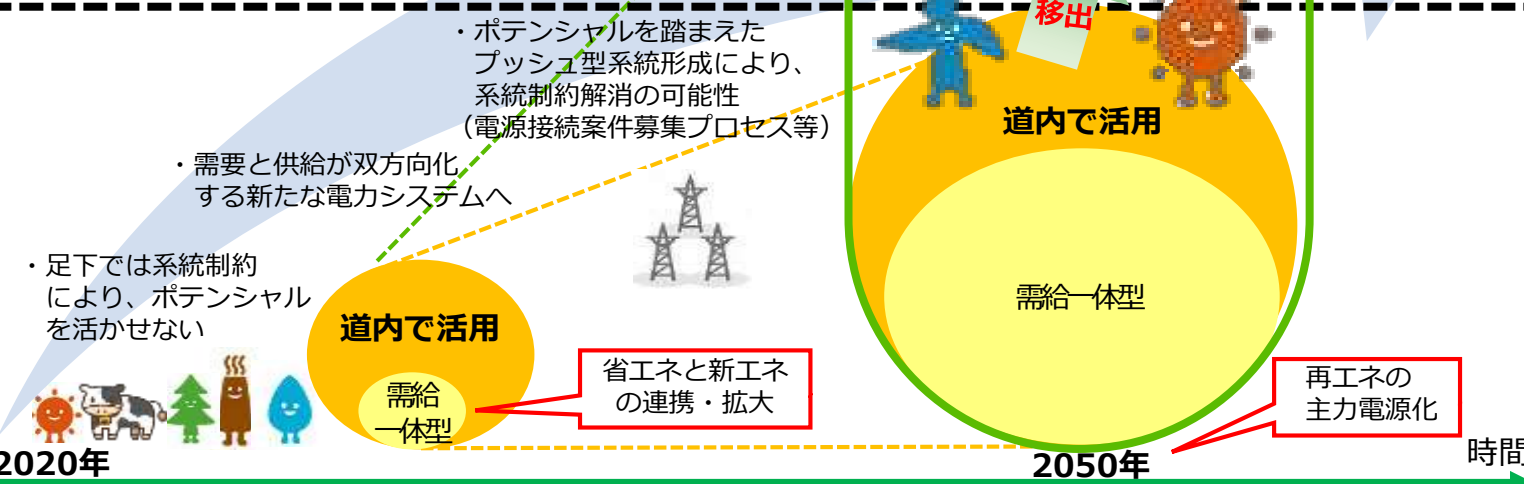 移出
・ポテンシャルを踏まえた
プッシュ型系統形成により、
系統制約解消の可能性
（電源接続案件募集プロセス等）
道内で活用
・需要と供給が双方向化
する新たな電力システムへ
・足下では系統制約
により、ポテンシャル
を活かせない
道内で活用
需給一体型
需給
一体型
省エネと新エネ
の連携・拡大
再エネの
主力電源化
2020年
2050年
時間